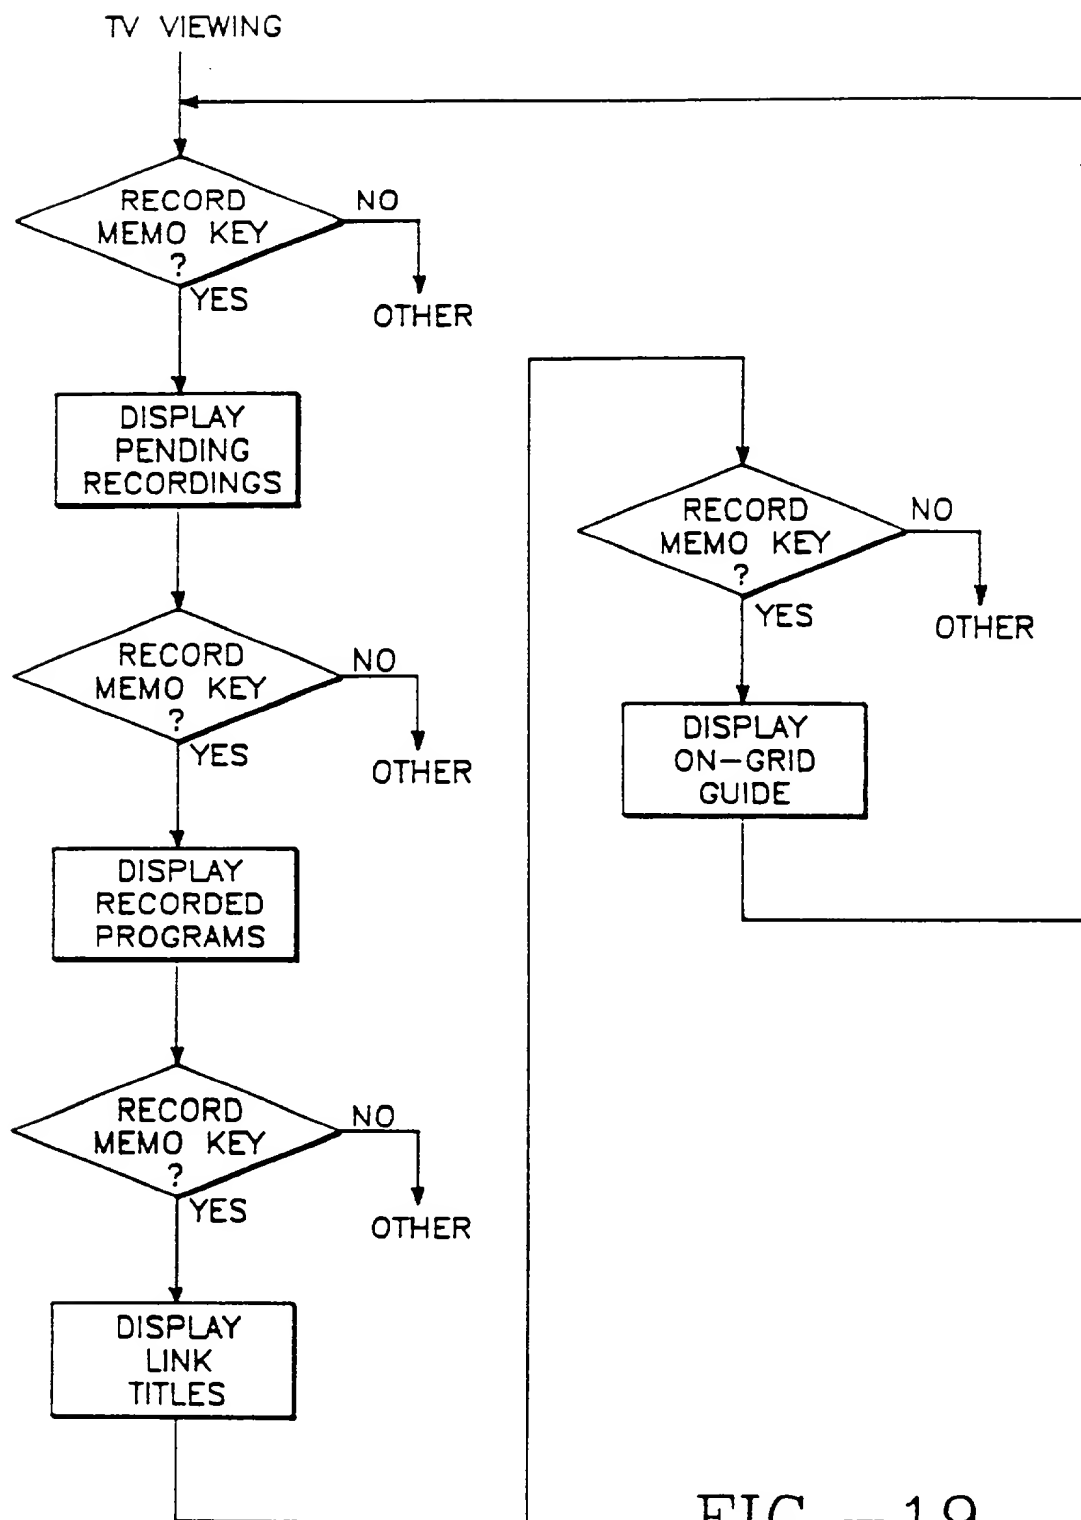 TV VIEWING
RECORD
MEMO KEY
?
NO
YES
OTHER
DISPLAY
PENDING
RECORDINGS
RECORD
MEMO KEY
?
NO
YES
OTHER
DISPLAY
RECORDED
PROGRAMS
RECORD
MEMO KEY
?
NO
YES
OTHER
DISPLAY
LINK
TITLES
RECORD
MEMO KEY
?
NO
YES
OTHER
DISPLAY
ON-GRID
GUIDE
FIG.-19